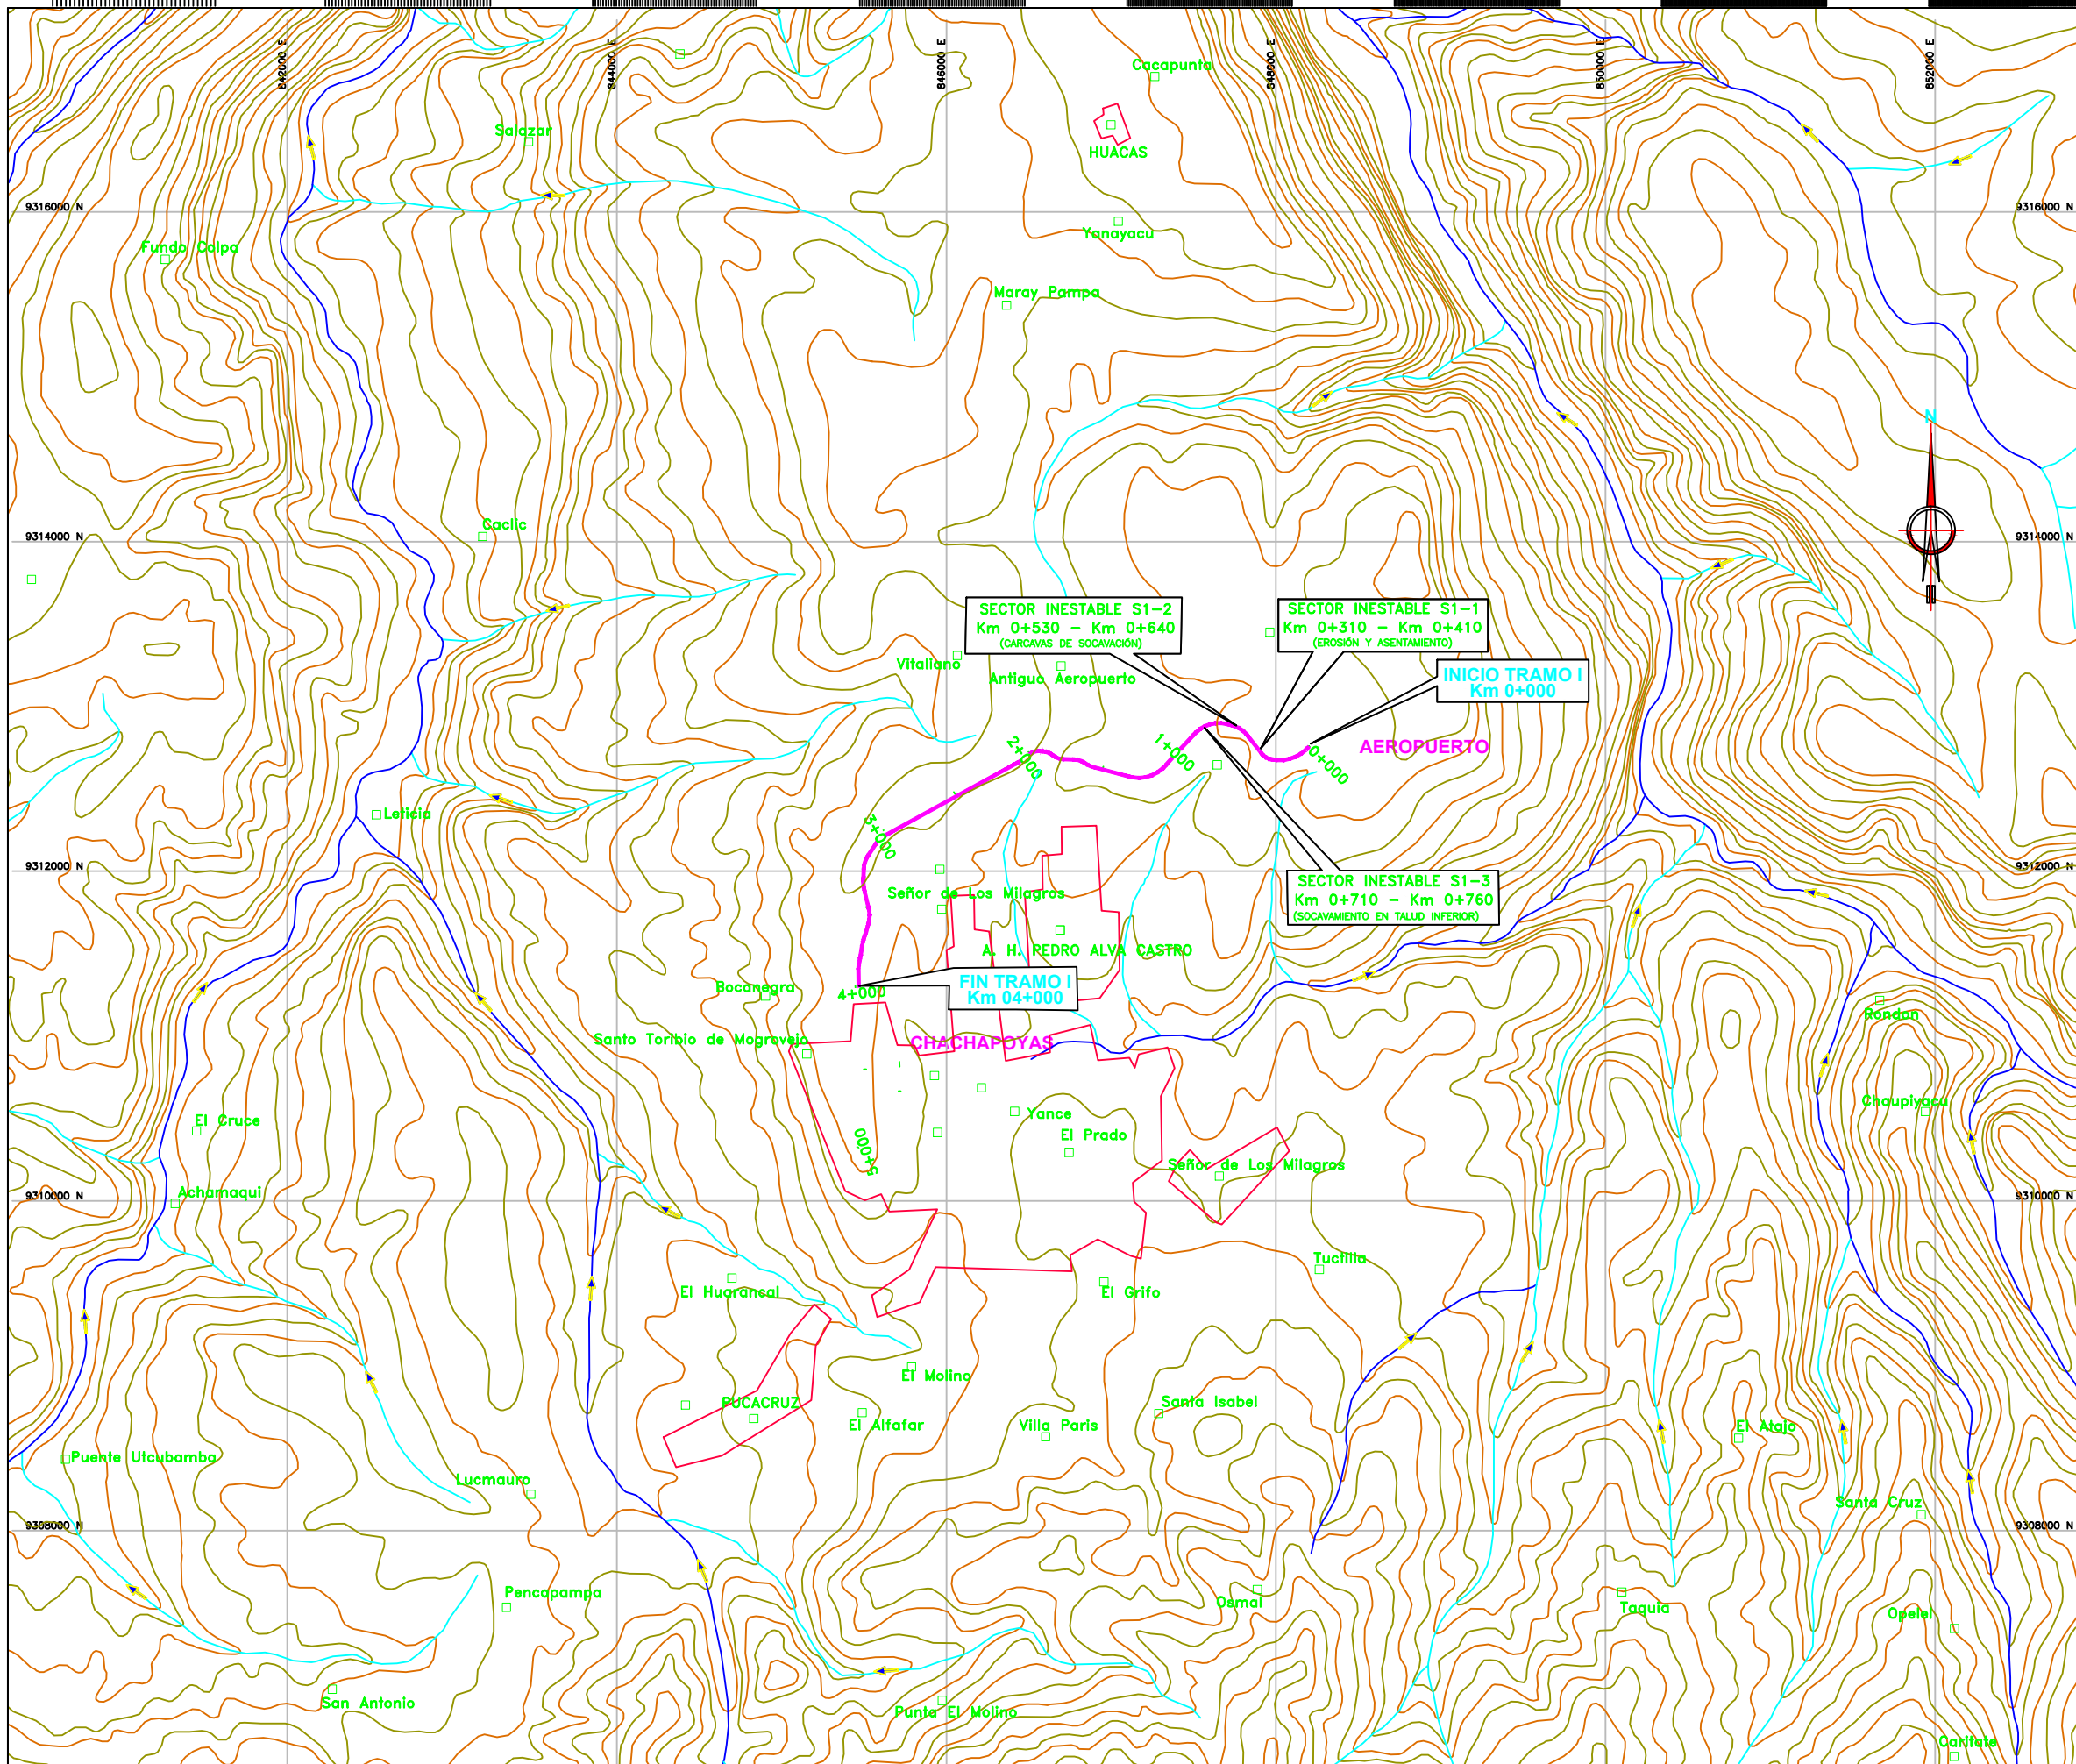 842000 E
844000 E
846000 E
848000 E
850000 E
852000 E
Cacapunta
Salazar
HUACAS
9316000 N
9316000 N
Yanayacu
Fundo Colpa
Maray Pampa
N
Caclic
9314000 N
9314000 N
SECTOR INESTABLE S1-2
Km 0+530 - Km 0+640
(CARCAVAS DE SOCAVACIÓN)
SECTOR INESTABLE S1-1
Km 0+310 - Km 0+410
(EROSIÓN Y ASENTAMIENTO)
Vitaliano
Antiguo Aeropuerto
INICIO TRAMO I
Km 0+000
AEROPUERTO
2+000
1+000
0+000
Leticia
3+000
9312000 N
9312000 N
Señor de Los Milagros
SECTOR INESTABLE S1-3
Km 0+710 - Km 0+760
(SOCAVAMIENTO EN TALUD INFERIOR)
A. H. PEDRO ALVA CASTRO
Bocanegra
4+000
FIN TRAMO I
Km 04+000
Rondon
Santo Toribio de Mogrovejo
CHACHAPOYAS
Chaupiyacu
El Cruce
Yance
El Prado
5+000
Señor de Los Milagros
Achamaqui
9310000 N
9310000 N
Tuctilla
El Huarancal
El Grifo
El Molino
PUCACRUZ
Santa Isabel
El Alfafar
Villa Paris
El Atajo
Puente Utcubamba
Lucmauro
Santa Cruz
9308000 N
9308000 N
Pencapampa
Osmal
Taquia
Opelel
San Antonio
Punta El Molino
Caritate